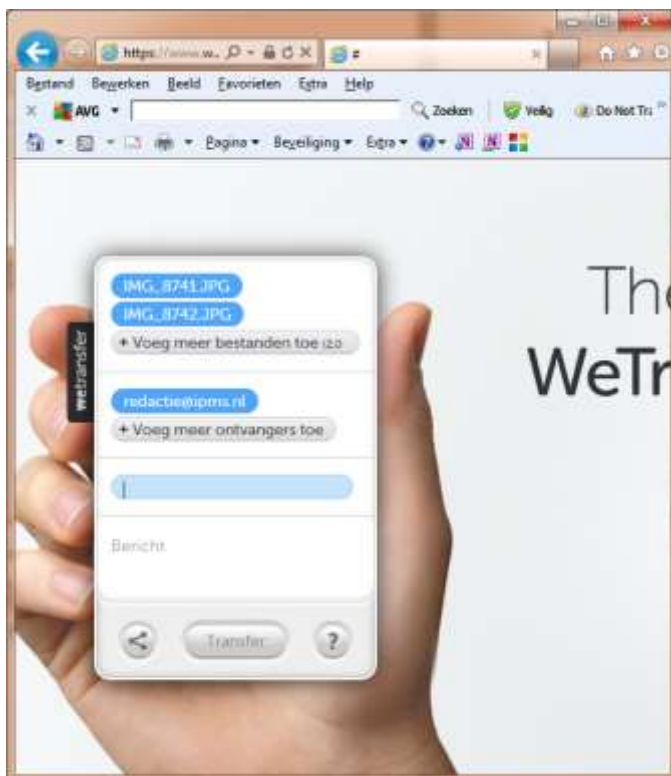 https://www.w..
Bestand Bewerken Beeld Favorieten Extra Help
AVG Zoeken Veilig Do Not Tra
Pagina Beveiliging Extra
The
WeTr
IMG_8741.JPG
IMG_8742.JPG
+ Voeg meer bestanden toe
wetransfer
redactie@ipms.nl
+ Voeg meer ontvangers toe
Bericht
Transfer
?